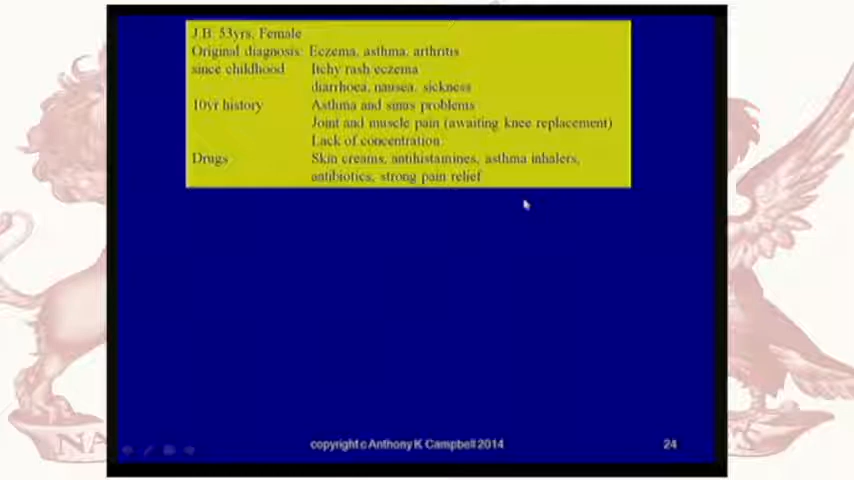 J.B. 53yrs, Female
Original diagnosis: Eczema, asthma, arthritis
since childhood Itchy rash eczema
diarrhoea, nausea, sickness
10yr history Asthma and sinus problems
Joint and muscle pain (awaiting knee replacement)
Lack of concentration
Drugs Skin creams, antihistamines, asthma inhalers,
antibiotics, strong pain relief
copyright c Anthony K Campbell 2014
24
NA